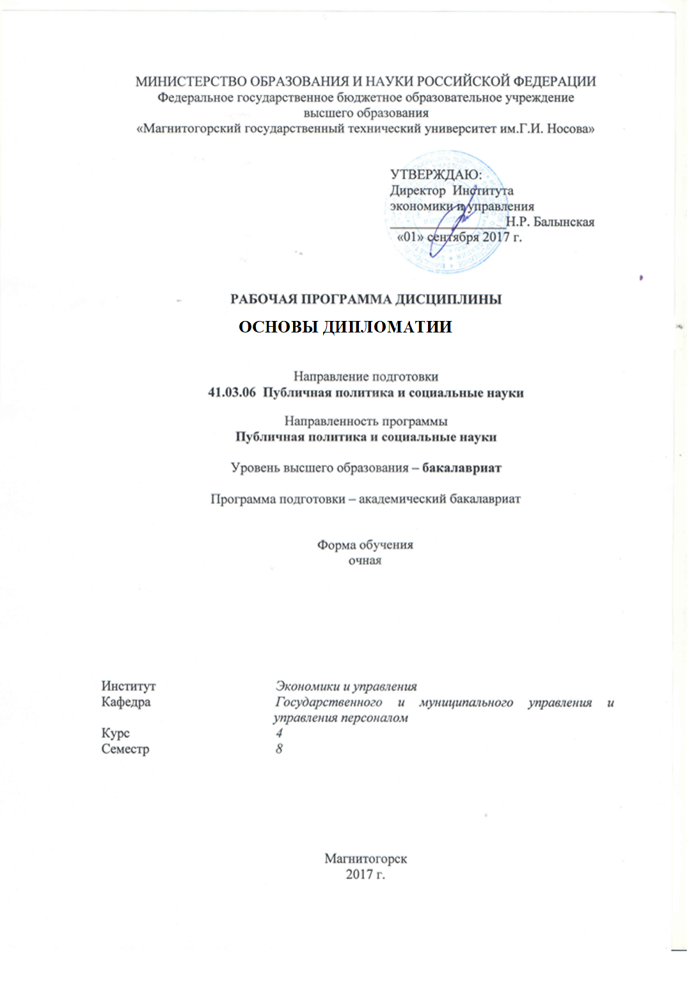 МИНИСТЕРСТВО ОБРАЗОВАНИЯ И НАУКИ РОССИЙСКОЙ ФЕДЕРАЦИИ
Федеральное государственное бюджетное образовательное учреждение
высшего образования
«Магнитогорский государственный технический университет им.Г.И. Носова»
УТВЕРЖДАЮ:
Директор Института
экономики и управления
Н.Р. Балынская
«01» сентября 2017 г.
РАБОЧАЯ ПРОГРАММА ДИСЦИПЛИНЫ
ОСНОВЫ ДИПЛОМАТИИ
Направление подготовки
41.03.06 Публичная политика и социальные науки
Направленность программы
Публичная политика и социальные науки
Уровень высшего образования – бакалавриат
Программа подготовки – академический бакалавриат
Форма обучения
очная
Институт Экономики и управления
Кафедра Государственного и муниципального управления и
управления персоналом
Курс 4
Семестр 8
Магнитогорск
2017 г.